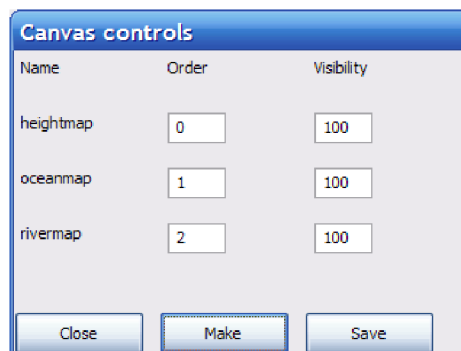 Canvas controls
Name Order Visibility
heightmap 0 100
oceanmap 1 100
rivermap 2 100
Close Make Save